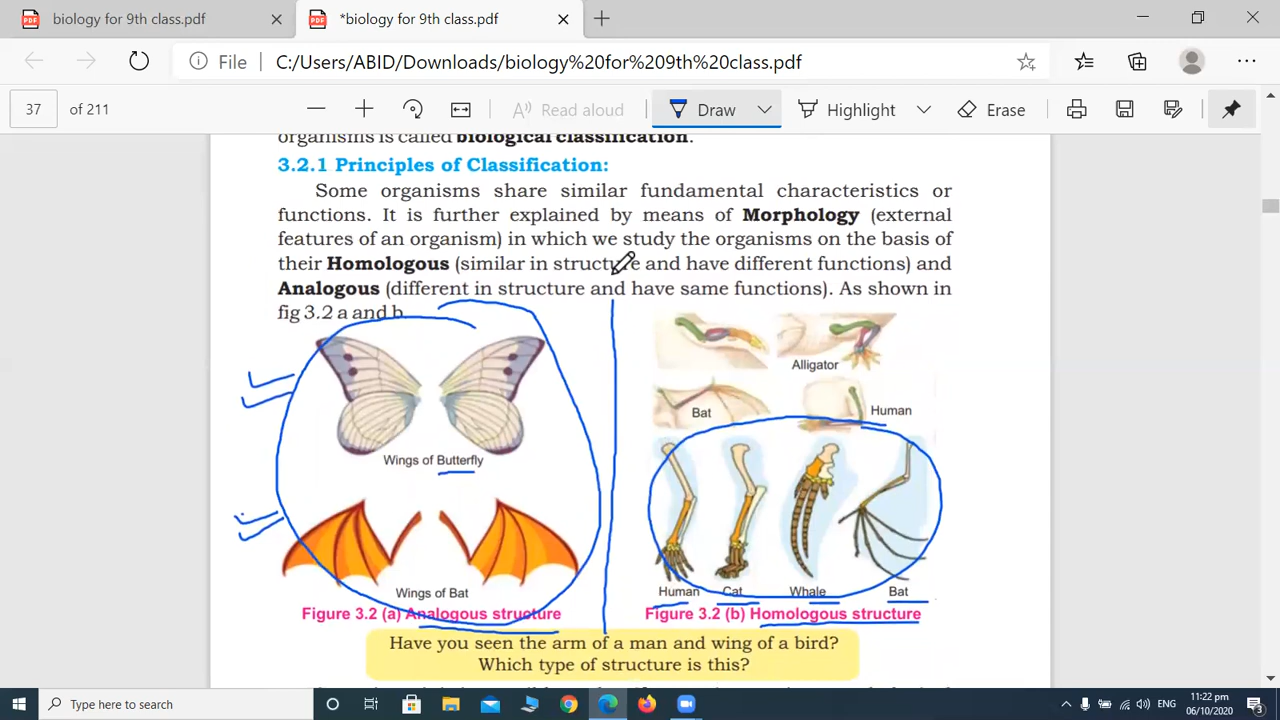 biology for 9th class.pdf
*biology for 9th class.pdf
File
C:/Users/ABID/Downloads/biology%20for%209th%20class.pdf
37
of 211
Read aloud
Draw
Highlight
Erase
organisms is called biological classification.
3.2.1 Principles of Classification:
Some organisms share similar fundamental characteristics or
functions. It is further explained by means of Morphology (external
features of an organism) in which we study the organisms on the basis of
their Homologous (similar in structure and have different functions) and
Analogous (different in structure and have same functions). As shown in
fig 3.2 a and b.
Wings of Butterfly
Wings of Bat
Figure 3.2 (a) Analogous structure
Alligator
Bat
Human
Human
Cat
Whale
Bat
Figure 3.2 (b) Homologous structure
Have you seen the arm of a man and wing of a bird?
Which type of structure is this?
Type here to search
ENG
11:22 pm
06/10/2020
3